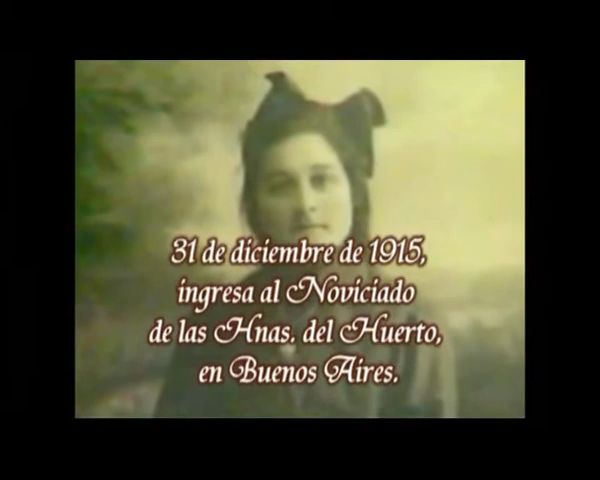 31 de diciembre de 1915,
ingresa al Noviciado
de las Hnas. del Huerto,
en Buenos Aires.